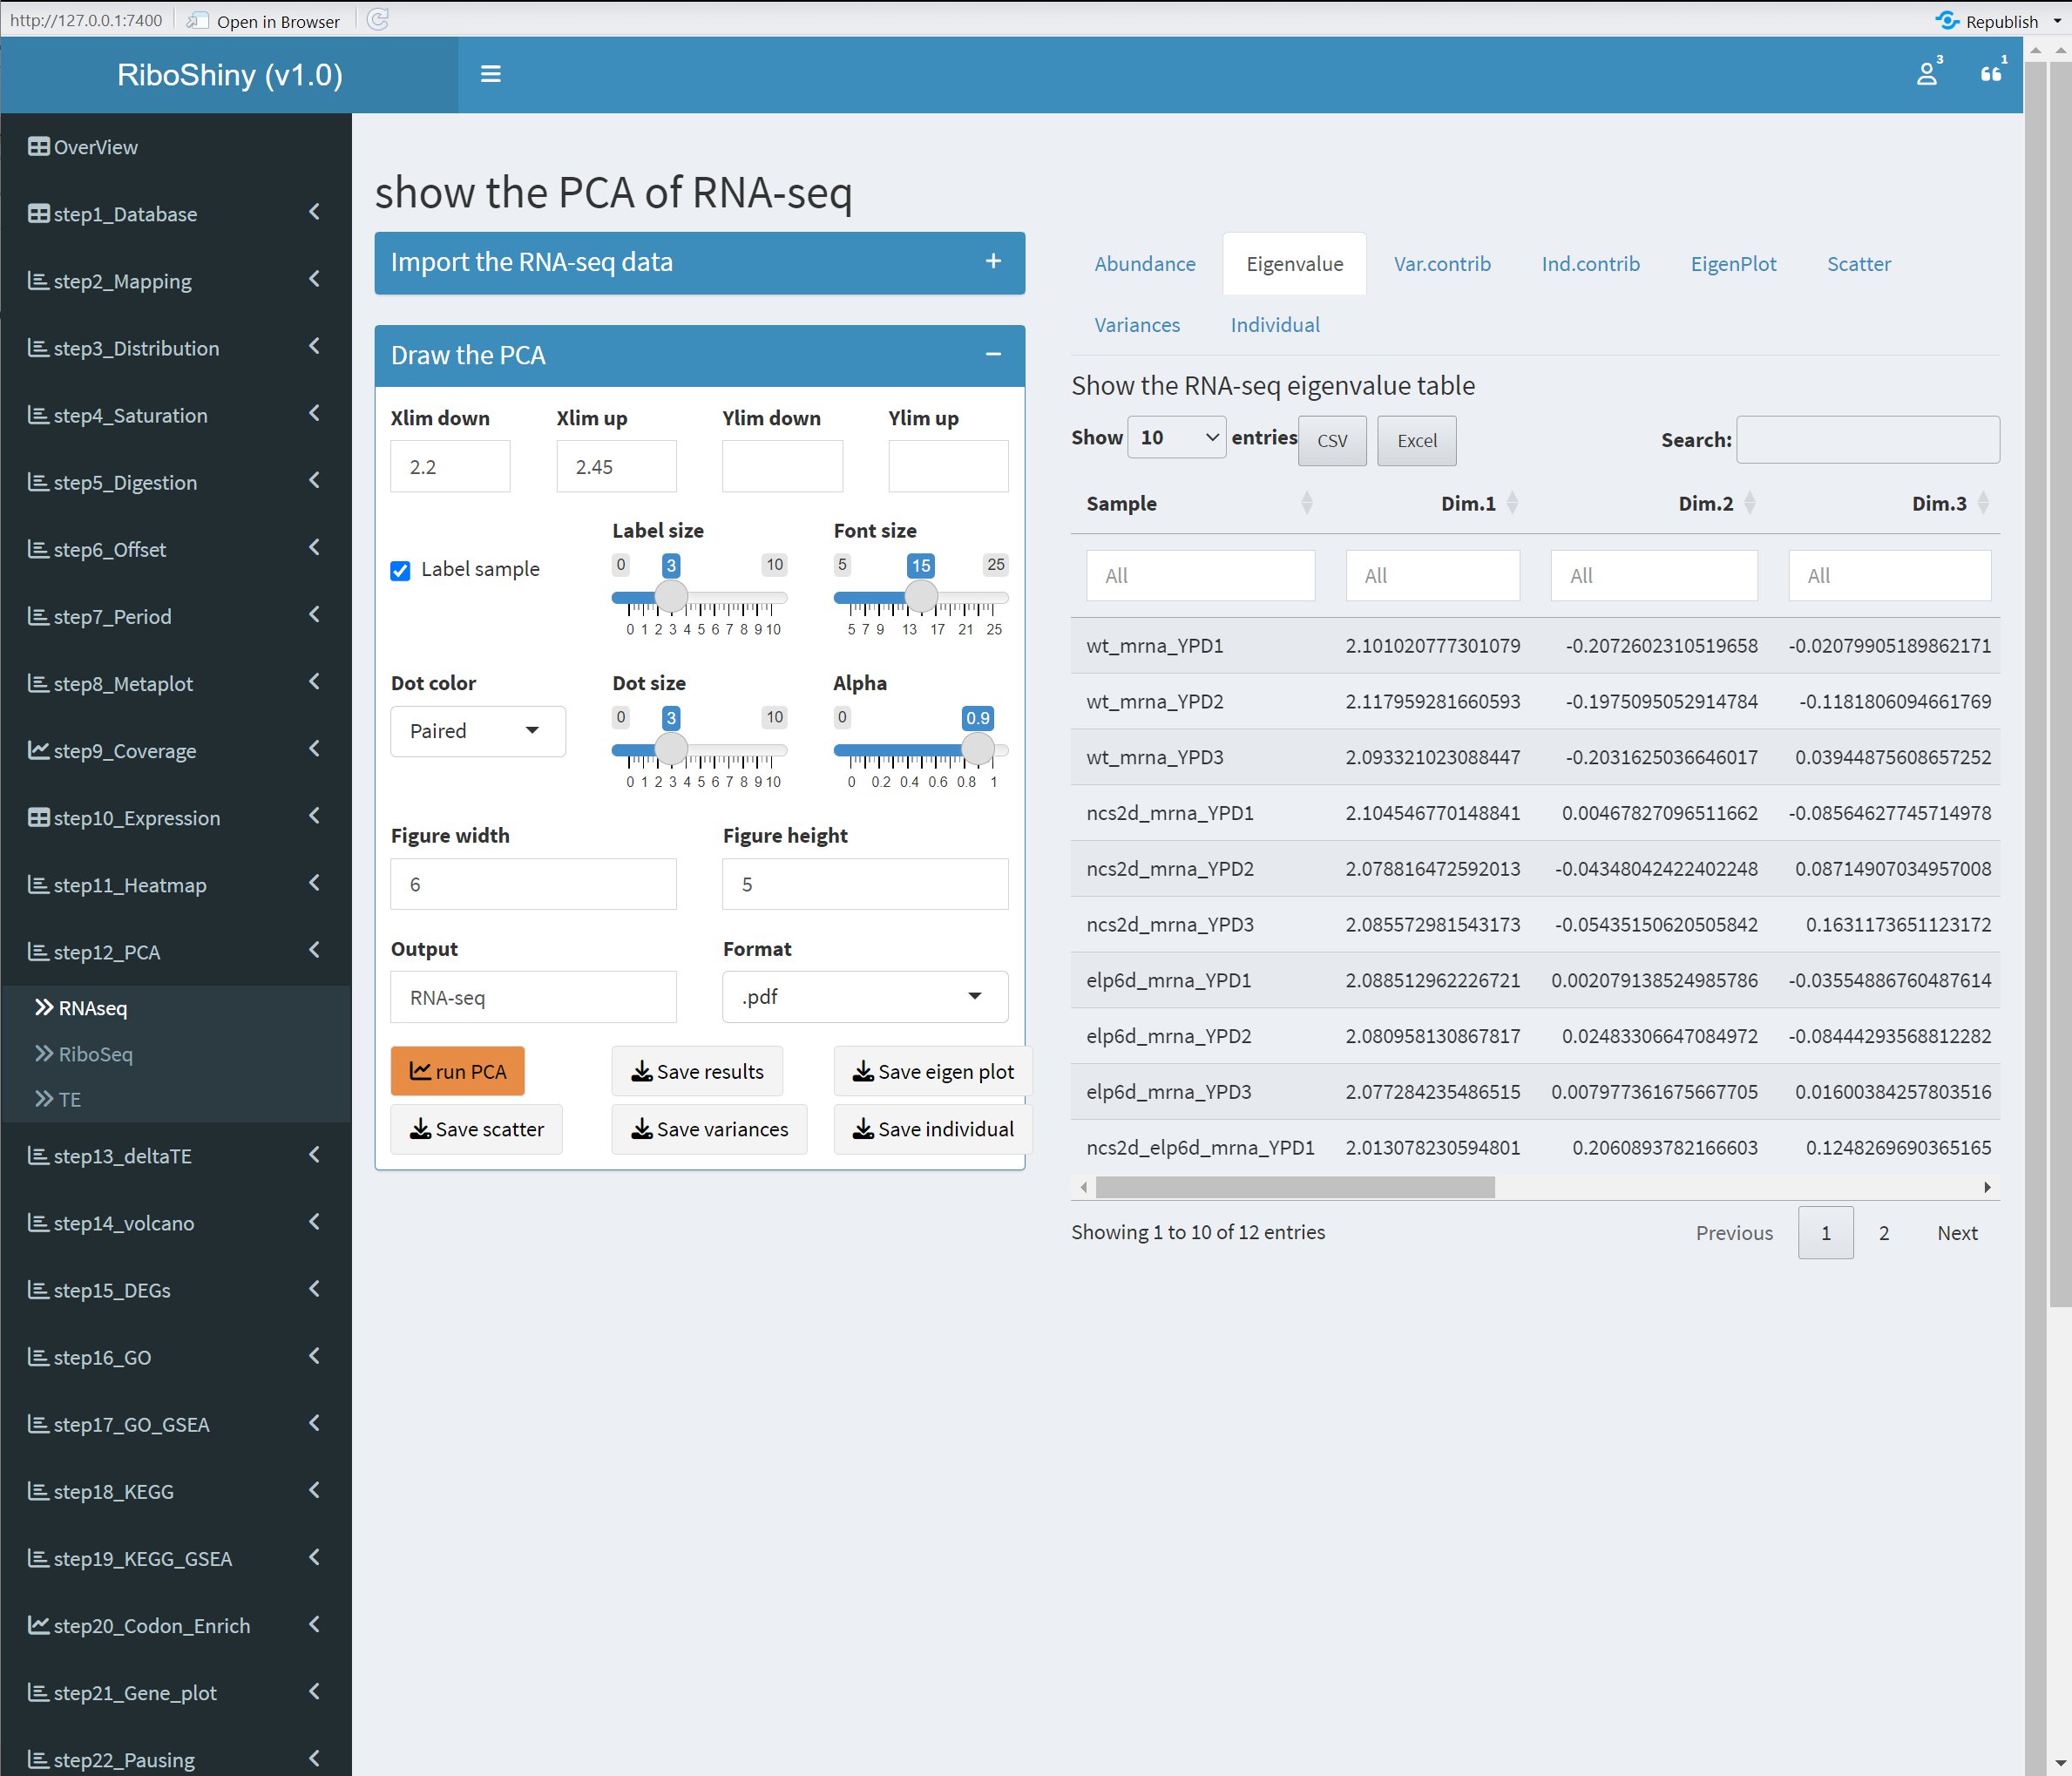 http://127.0.0.1:7400 Open in Browser Republish
RiboShiny (v1.0) 3 1
OverView
step1_Database
step2_Mapping
step3_Distribution
step4_Saturation
step5_Digestion
step6_Offset
step7_Period
step8_Metaplot
step9_Coverage
step10_Expression
step11_Heatmap
step12_PCA
RNAseq
RiboSeq
TE
step13_deltaTE
step14_volcano
step15_DEGs
step16_GO
step17_GO_GSEA
step18_KEGG
step19_KEGG_GSEA
step20_Codon_Enrich
step21_Gene_plot
step22_Pausing
show the PCA of RNA-seq
Import the RNA-seq data +
Draw the PCA −
Xlim down Xlim up Ylim down Ylim up
2.2 2.45
Label size Font size
Label sample
0 3 10 5 15 25
0 1 2 3 4 5 6 7 8 9 10 5 7 9 13 17 21 25
Dot color Dot size Alpha
Paired 0 3 10 0 0.9
0 1 2 3 4 5 6 7 8 9 10 0 0.2 0.4 0.6 0.8 1
Figure width Figure height
6 5
Output Format
RNA-seq .pdf
run PCA Save results Save eigen plot
Save scatter Save variances Save individual
Abundance Eigenvalue Var.contrib Ind.contrib EigenPlot Scatter
Variances Individual
Show the RNA-seq eigenvalue table
Show 10 entries CSV Excel Search:
Sample Dim.1 Dim.2 Dim.3
All All All All
wt_mrna_YPD1 2.101020777301079 -0.2072602310519658 -0.02079905189862171
wt_mrna_YPD2 2.117959281660593 -0.1975095052914784 -0.1181806094661769
wt_mrna_YPD3 2.093321023088447 -0.2031625036646017 0.03944875608657252
ncs2d_mrna_YPD1 2.104546770148841 0.00467827096511662 -0.08564627745714978
ncs2d_mrna_YPD2 2.078816472592013 -0.04348042422402248 0.08714907034957008
ncs2d_mrna_YPD3 2.085572981543173 -0.05435150620505842 0.1631173651123172
elp6d_mrna_YPD1 2.088512962226721 0.002079138524985786 -0.03554886760487614
elp6d_mrna_YPD2 2.080958130867817 0.02483306647084972 -0.08444293568812282
elp6d_mrna_YPD3 2.077284235486515 0.007977361675667705 0.01600384257803516
ncs2d_elp6d_mrna_YPD1 2.013078230594801 0.2060893782166603 0.1248269690365165
Showing 1 to 10 of 12 entries Previous 1 2 Next